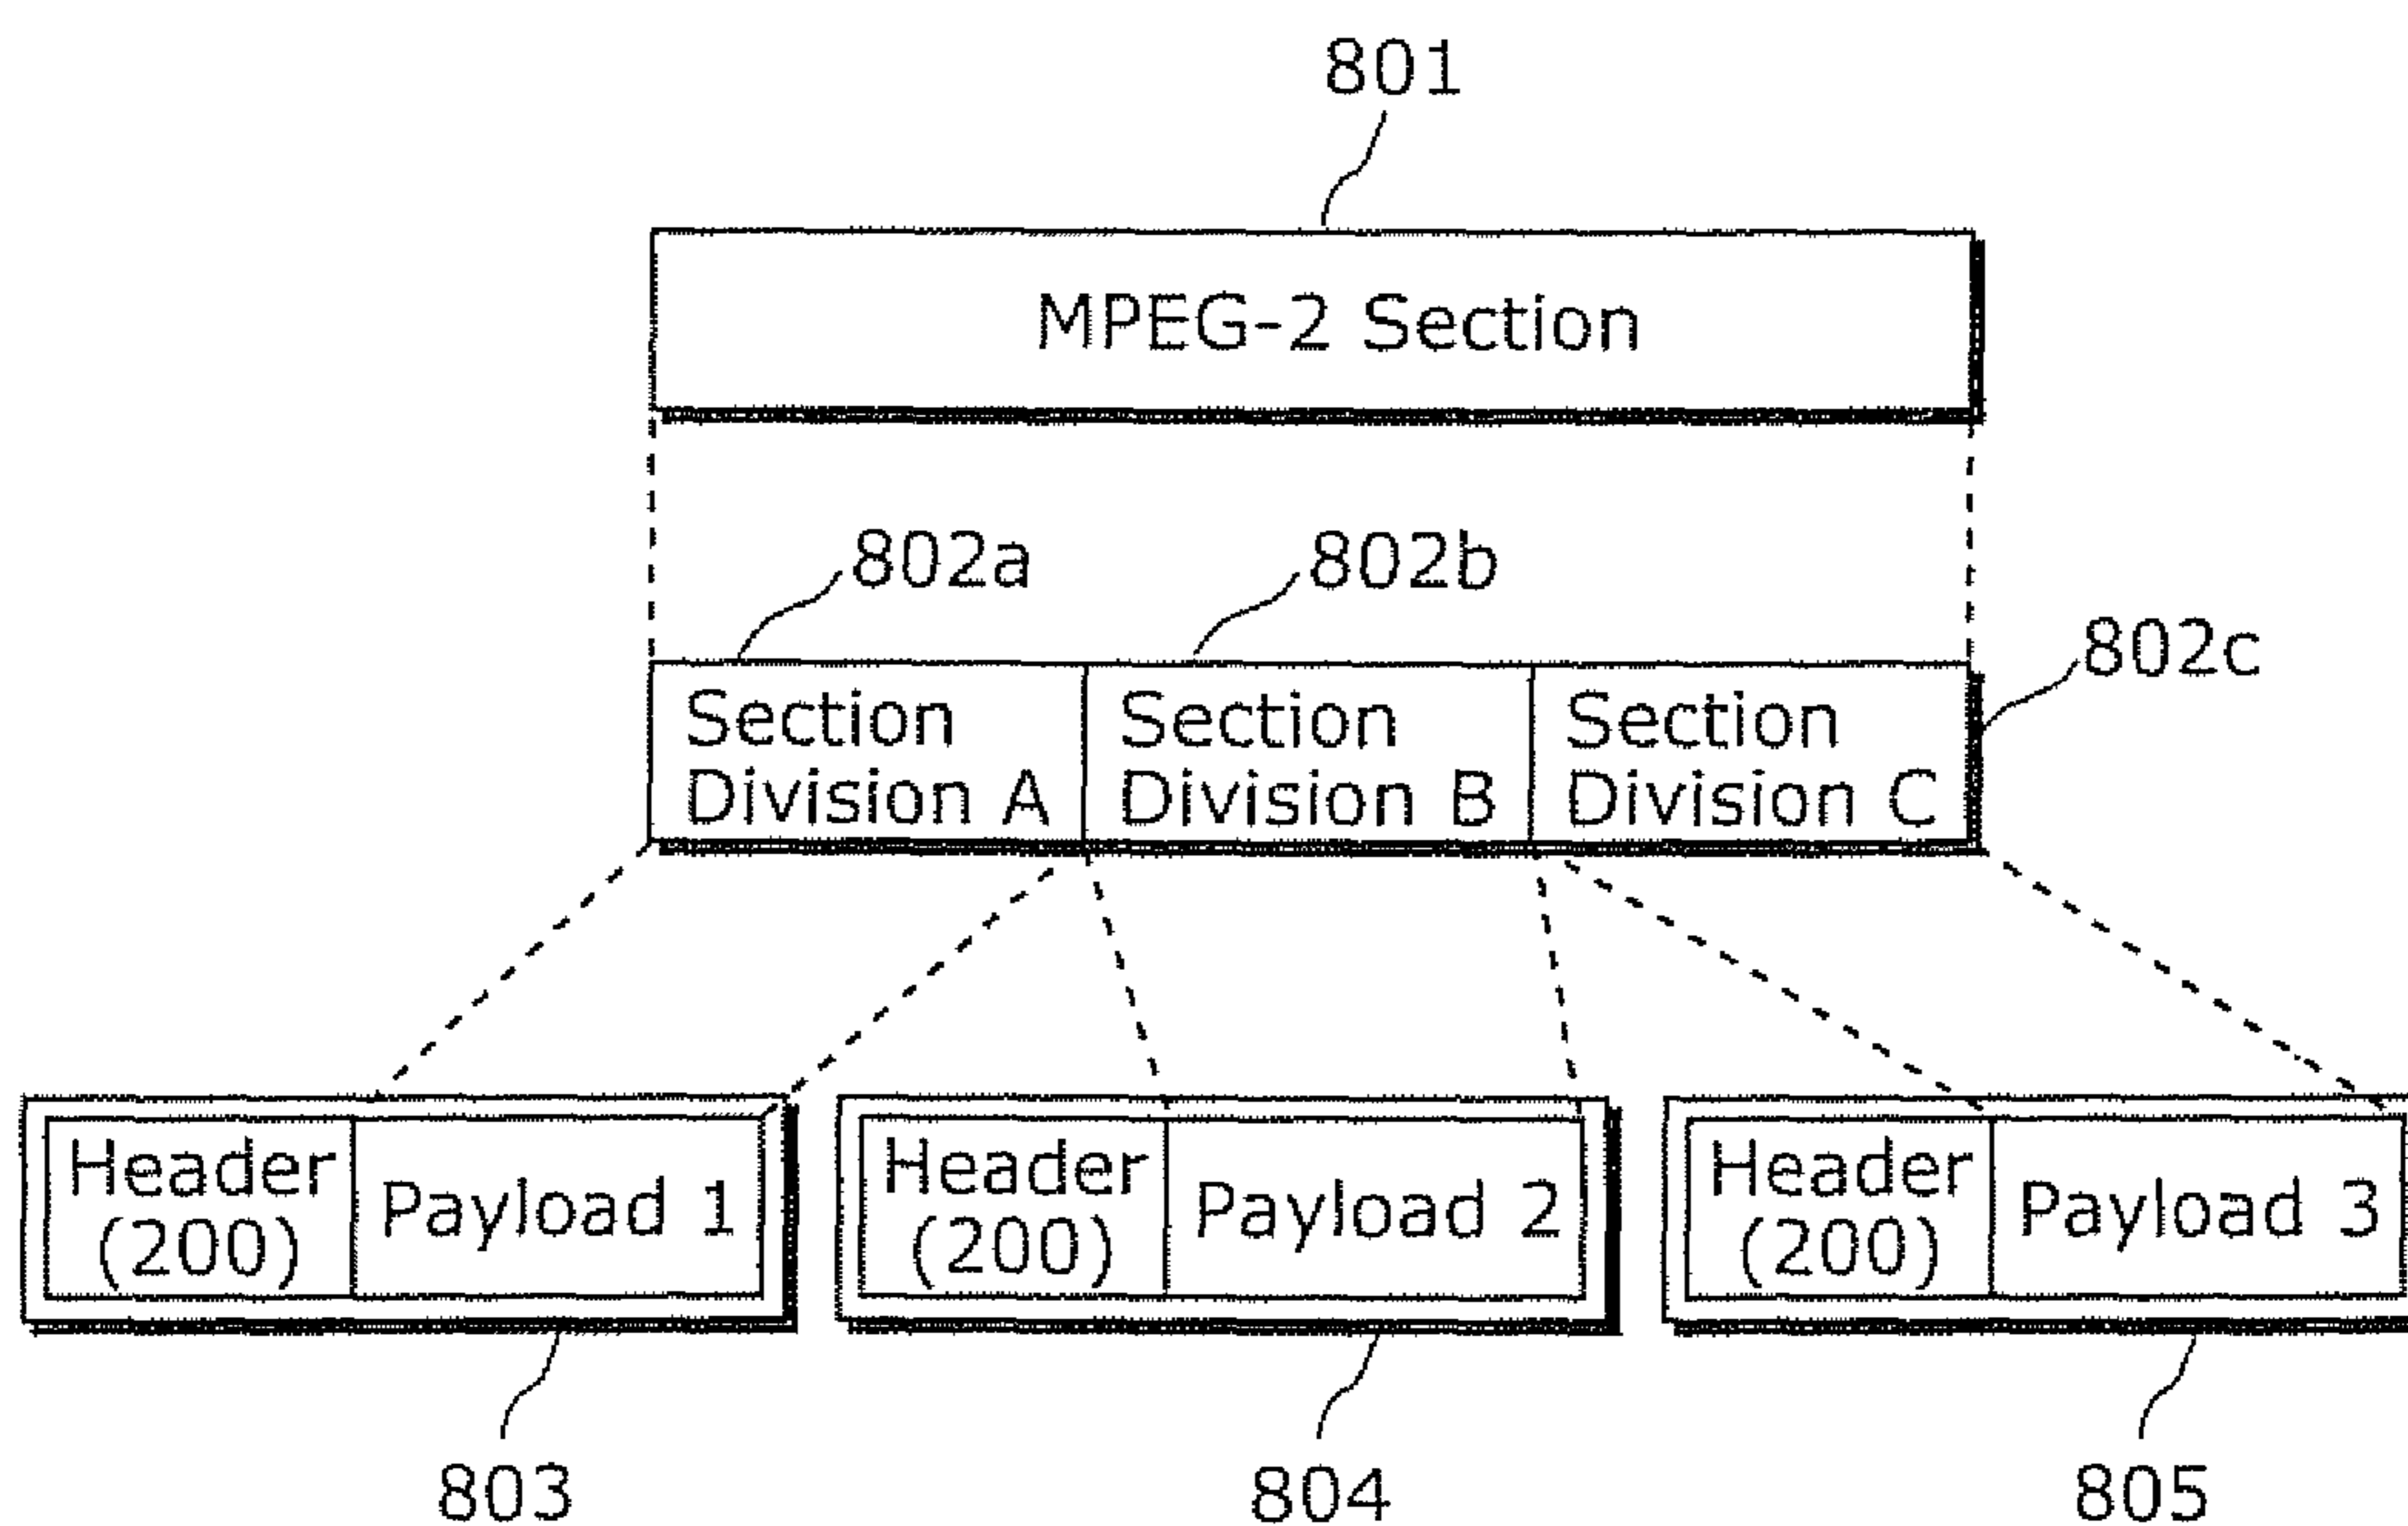 801
MPEG-2 Section
802a
802b
802c
Section
Division A
Section
Division B
Section
Division C
Header
(200)
Payload 1
Header
(200)
Payload 2
Header
(200)
Payload 3
803
804
805